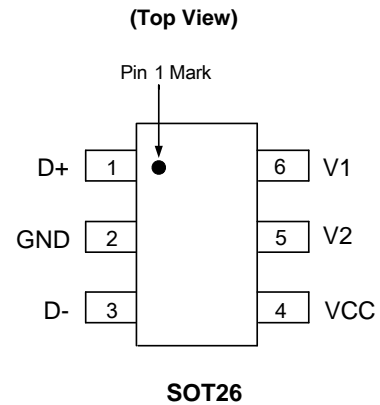 (Top View)
Pin 1 Mark
D+ 1 6 V1
GND 2 5 V2
D- 3 4 VCC
SOT26